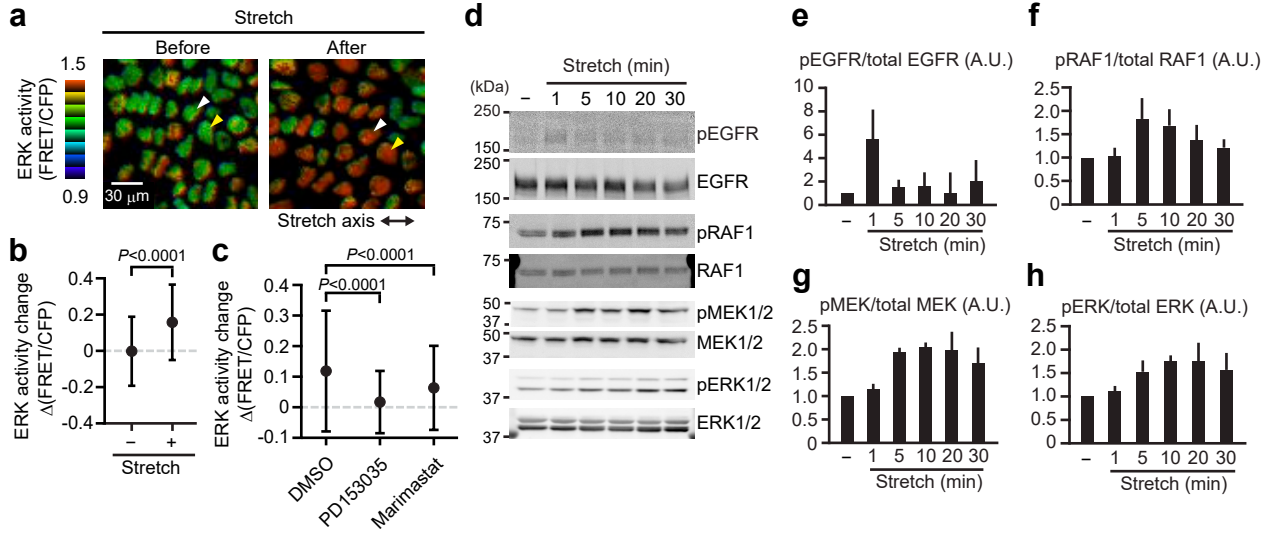 a
Stretch
Before
After
1.5
0.9
ERK activity
(FRET/CFP)
30 μm
Stretch axis
b
P<0.0001
ERK activity change
Δ(FRET/CFP)
0.4
0.2
0
-0.2
-0.4
– +
Stretch
c
P<0.0001
P<0.0001
ERK activity change
Δ(FRET/CFP)
0.4
0.3
0.2
0.1
0
-0.1
DMSO
PD153035
Marimastat
d
Stretch (min)
(kDa)
– 1 5 10 20 30
250
pEGFR
150
250
EGFR
150
75
pRAF1
75
RAF1
50
pMEK1/2
37
50
MEK1/2
37
pERK1/2
37
ERK1/2
37
e
pEGFR/total EGFR (A.U.)
10
8
6
4
2
0
– 1 5 10 20 30
Stretch (min)
f
pRAF1/total RAF1 (A.U.)
2.5
2.0
1.5
1.0
0.5
0
– 1 5 10 20 30
Stretch (min)
g
pMEK/total MEK (A.U.)
2.5
2.0
1.5
1.0
0.5
0
– 1 5 10 20 30
Stretch (min)
h
pERK/total ERK (A.U.)
2.5
2.0
1.5
1.0
0.5
0
– 1 5 10 20 30
Stretch (min)